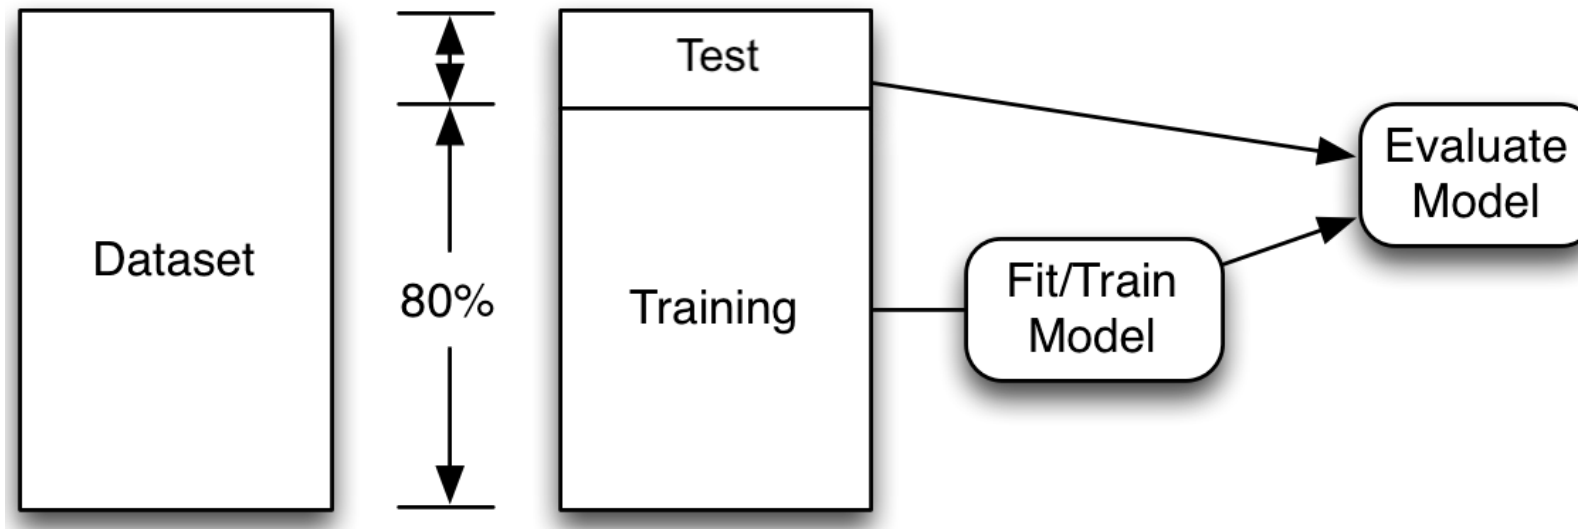 Dataset
80%
Test
Training
Fit/Train
Model
Evaluate
Model